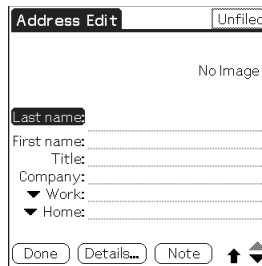 Address Edit Unfiled
No Image
Last name:
First name:
Title:
Company:
Work:
Home:
Done Details... Note